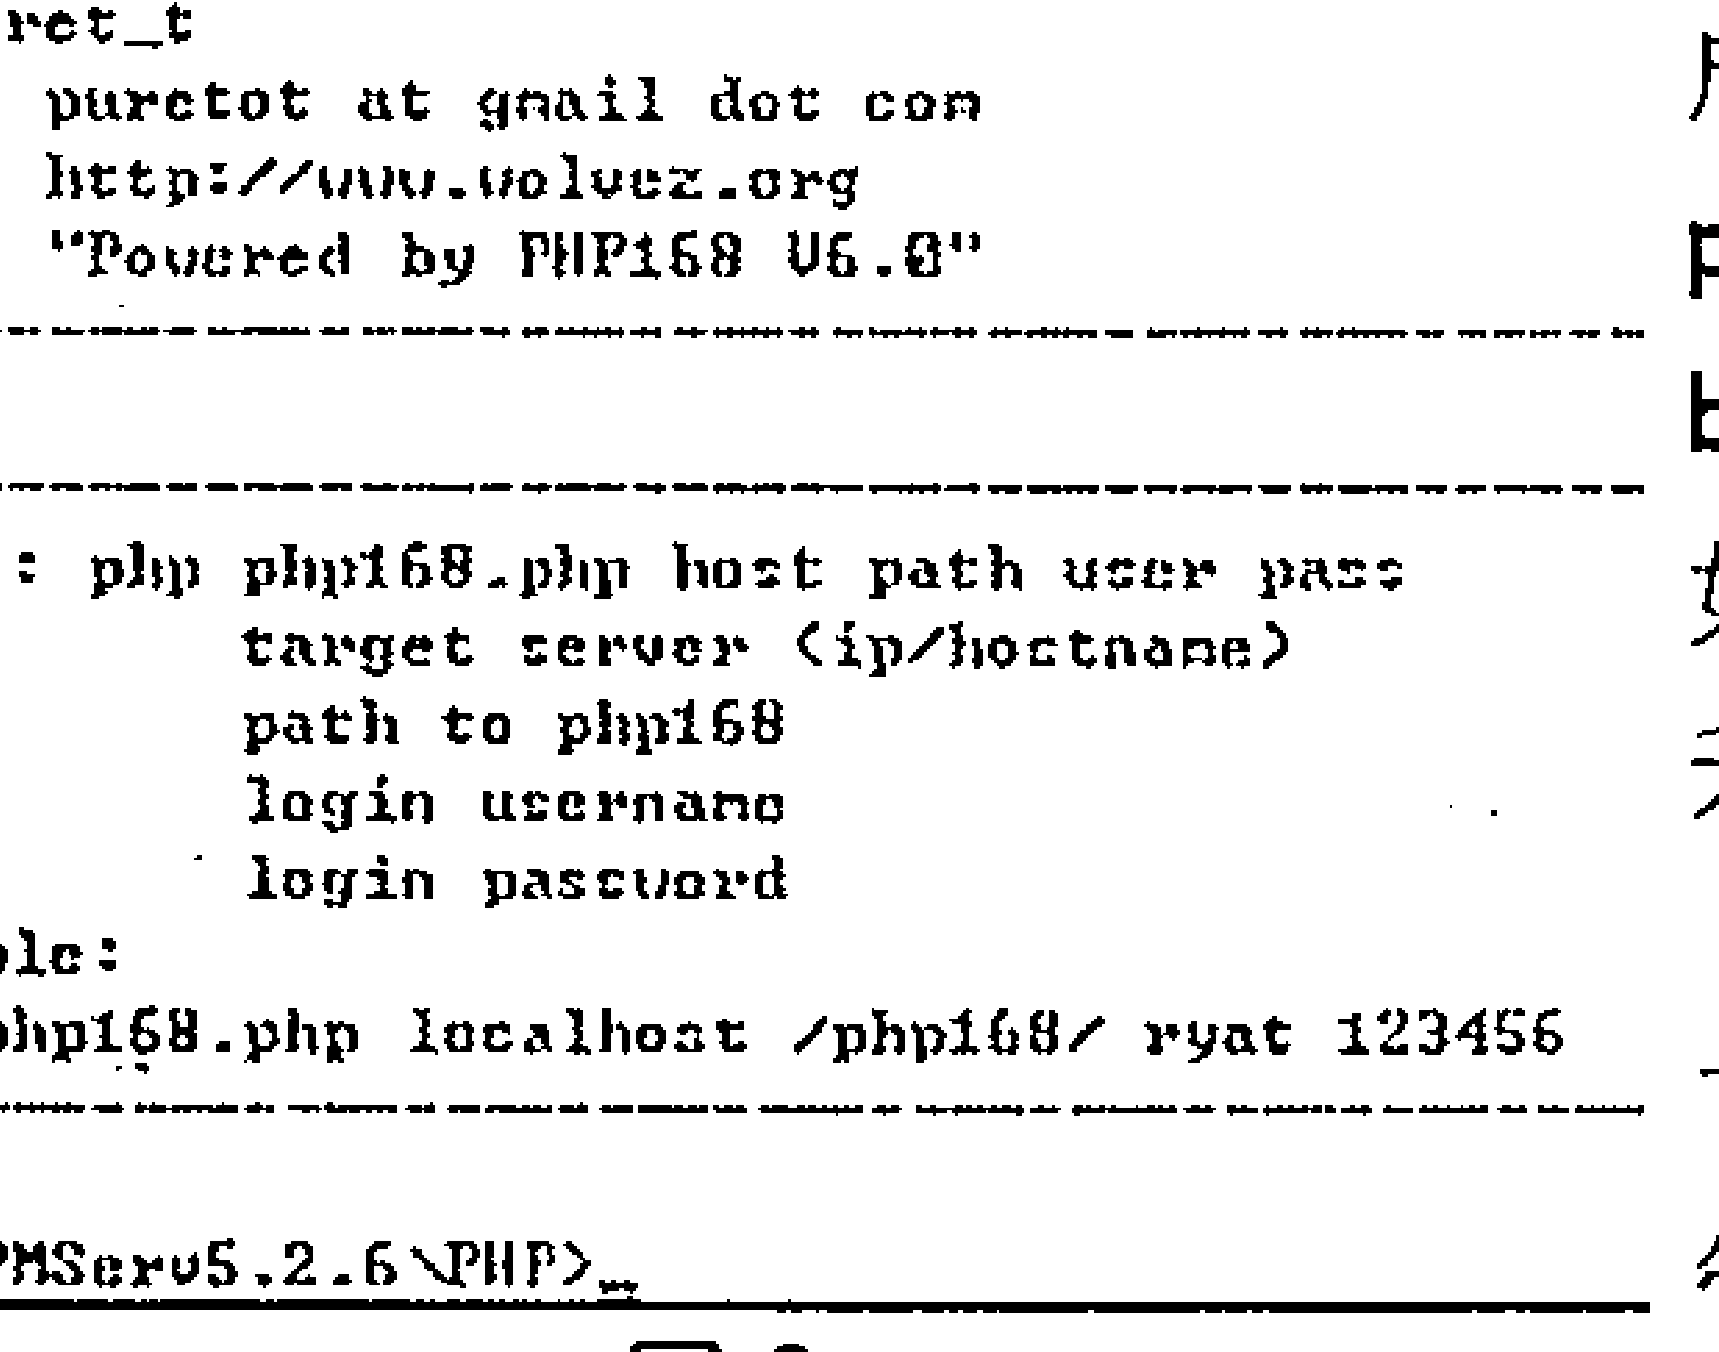 ret_t
puretot at gmail dot com
http://www.wolvez.org
"Powered by PHP168 V6.0"
: php php168.php host path user pass
target server (ip/hostname)
path to php168
login username
login password
ple:
php168.php localhost /php168/ ryat 123456
PMServ5.2.6\PHP>_